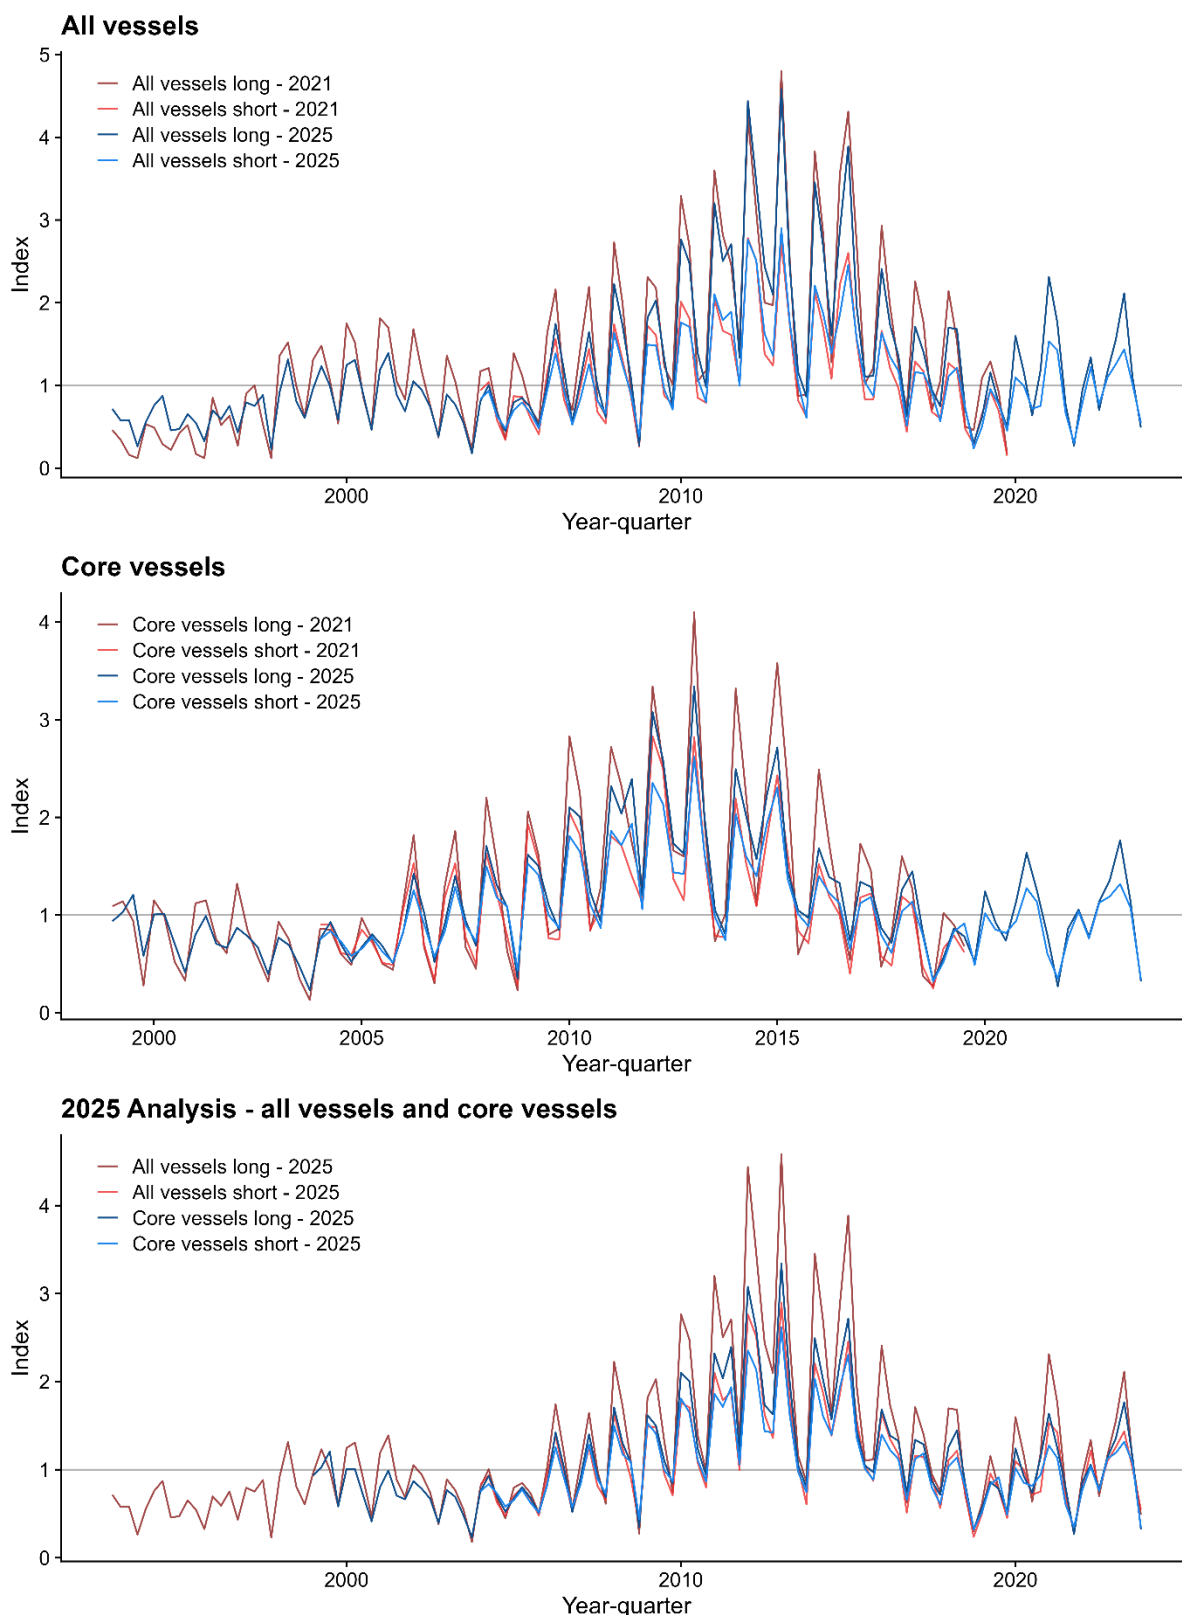 All vessels
5
4
3
2
1
0
Index
All vessels long - 2021
All vessels short - 2021
All vessels long - 2025
All vessels short - 2025
2000
2010
2020
Year-quarter
Core vessels
4
3
2
1
0
Index
Core vessels long - 2021
Core vessels short - 2021
Core vessels long - 2025
Core vessels short - 2025
2000
2005
2010
2015
2020
Year-quarter
2025 Analysis - all vessels and core vessels
4
3
2
1
0
Index
All vessels long - 2025
All vessels short - 2025
Core vessels long - 2025
Core vessels short - 2025
2000
2010
2020
Year-quarter